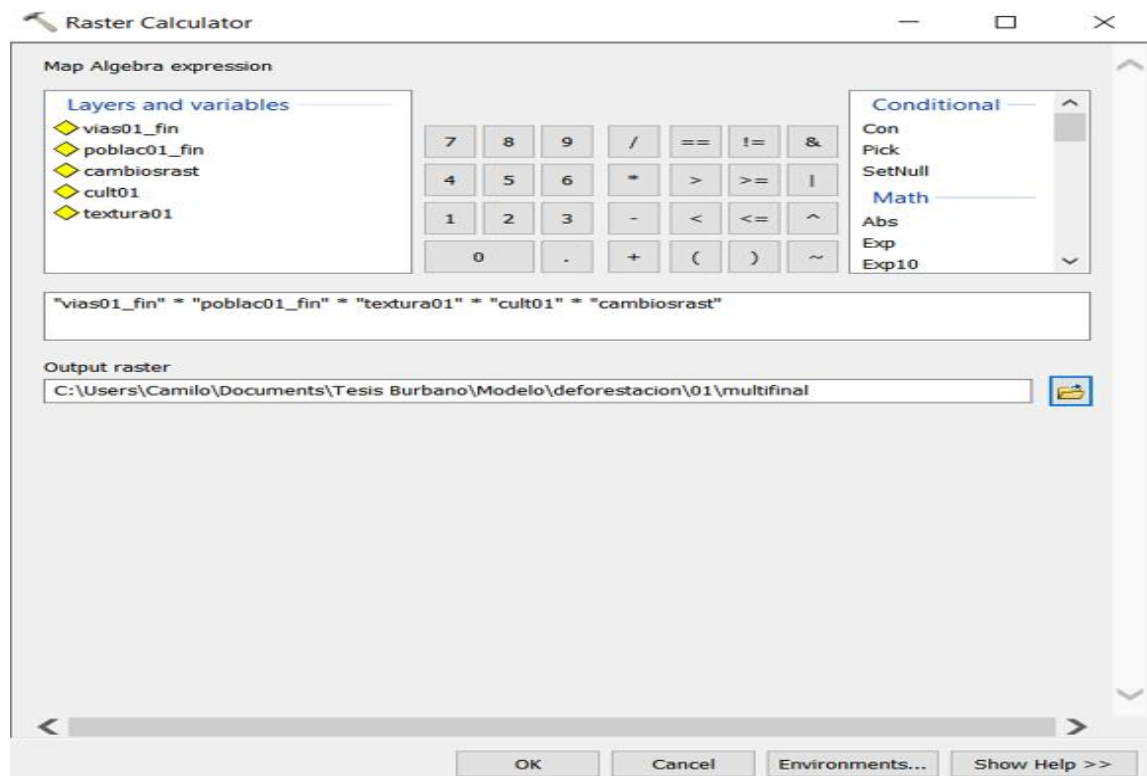 Raster Calculator
Map Algebra expression
Layers and variables
vias01_fin
poblac01_fin
cambiosrast
cult01
textura01
7 8 9 / == != &
4 5 6 * > >= |
1 2 3 - < <= ^
0 . + ( ) ~
Conditional
Con
Pick
SetNull
Math
Abs
Exp
Exp10
"vias01_fin" * "poblac01_fin" * "textura01" * "cult01" * "cambiosrast"
Output raster
C:\Users\Camilo\Documents\Tesis Burbano\Modelo\deforestacion\01\multifinal
OK Cancel Environments... Show Help >>